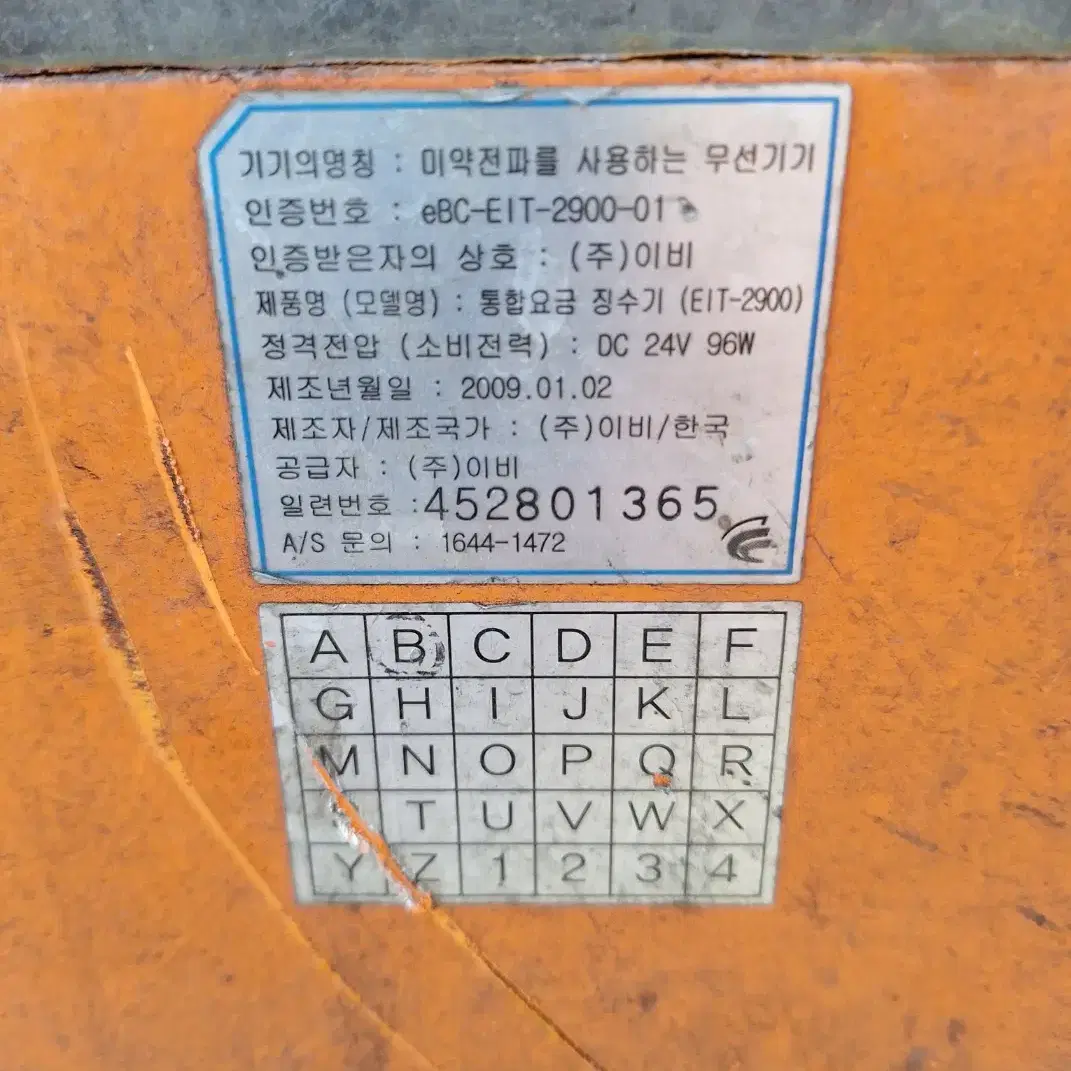 기기의명칭 : 미약전파를 사용하는 무선기기
인증번호 : eBC-EIT-2900-01
인증받은자의 상호 : (주)이비
제품명 (모델명) : 통합요금 징수기 (EIT-2900)
정격전압 (소비전력) : DC 24V 96W
제조년월일 : 2009.01.02
제조자/제조국가 : (주)이비/한국
공급자 : (주)이비
일련번호 :452801365
A/S 문의 : 1644-1472
A B C D E F
G H I J K L
M N O P Q R
T U V W X
Y Z 1 2 3 4